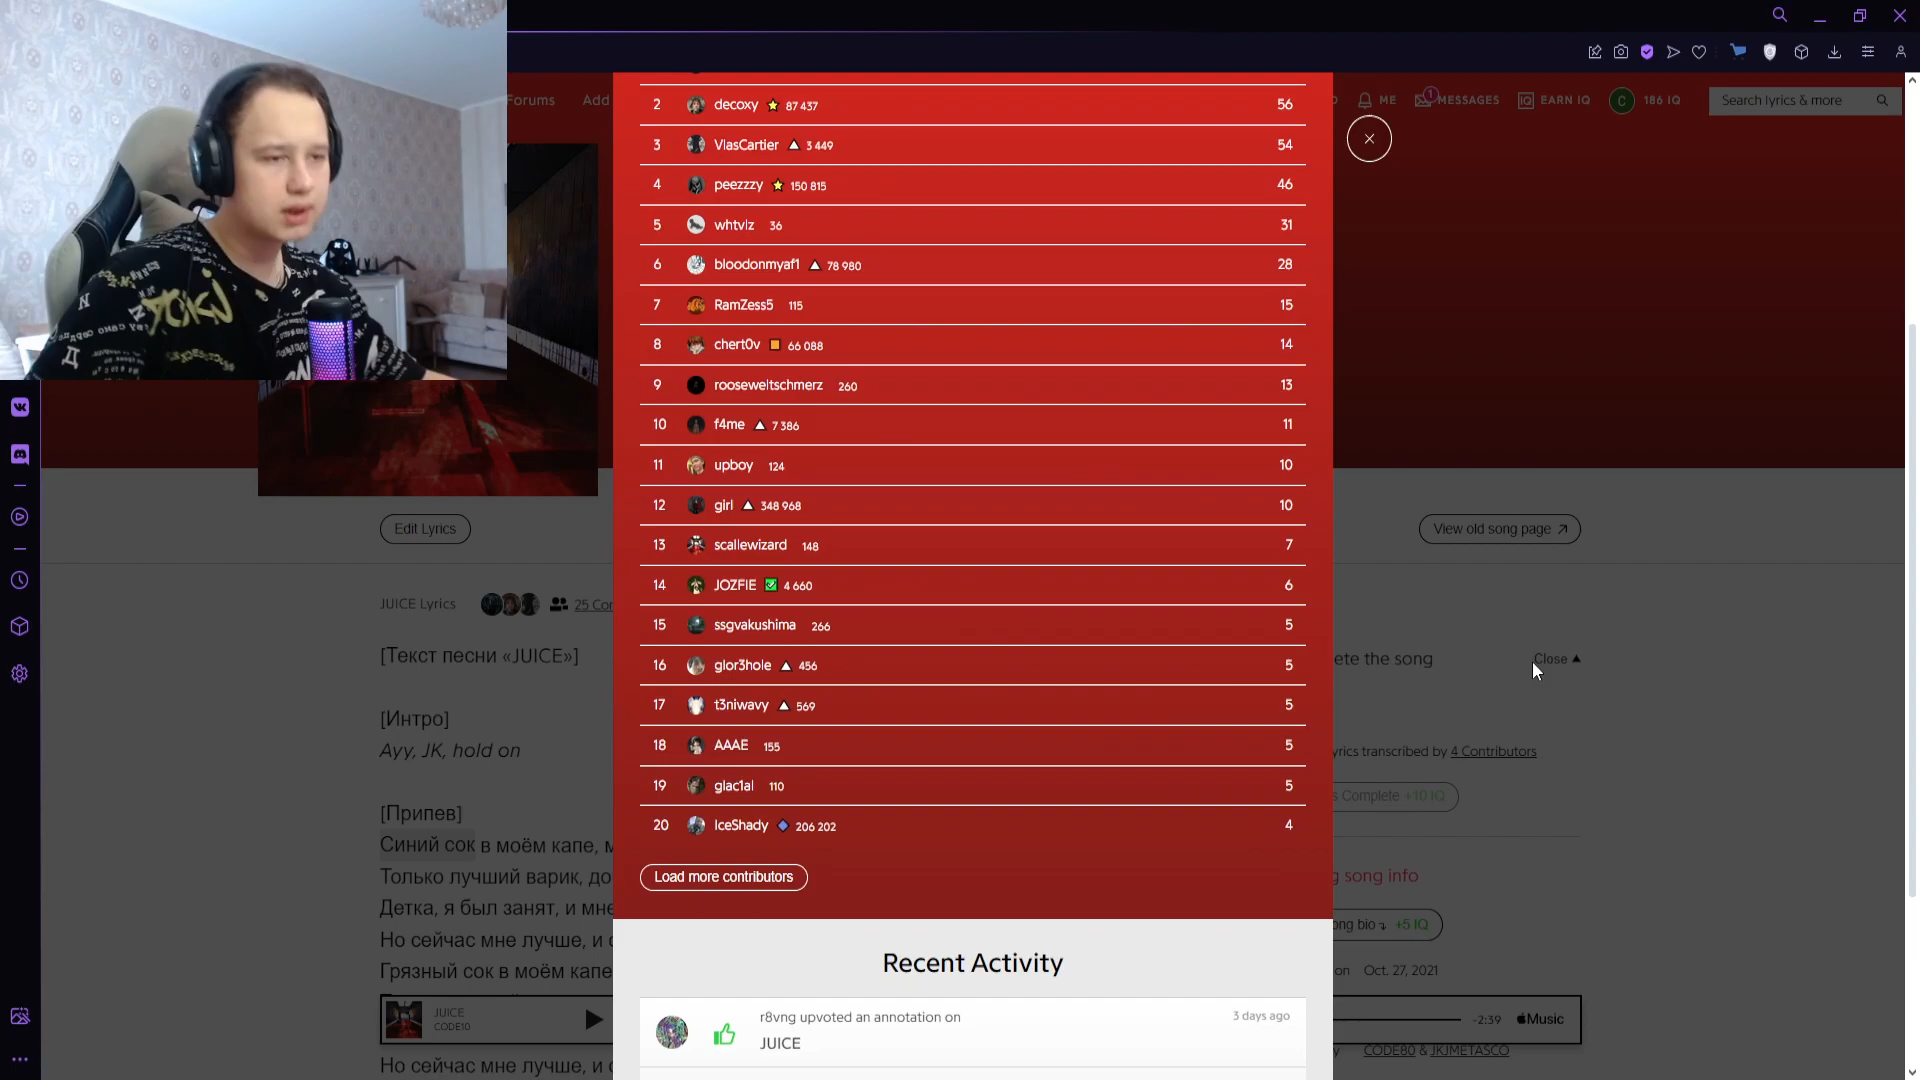 Forums
Add
ME
1
MESSAGES
IQ
EARN IQ
C
186 IQ
Search lyrics & more
2 decoxy 87 437 56
3 VlasCartier 3 449 54
4 peezzzy 150 815 46
5 whtvlz 36 31
6 bloodonmyaf1 78 980 28
7 RamZess5 115 15
8 chert0v 66 088 14
9 rooseweltschmerz 260 13
10 f4me 7 386 11
11 upboy 124 10
12 girl 348 968 10
13 scallewizard 148 7
14 JOZFIE 4 660 6
15 ssgvakushima 266 5
16 glor3hole 456 5
17 t3niwavy 569 5
18 AAAE 155 5
19 glac1al 110 5
20 IceShady 206 202 4
Load more contributors
Recent Activity
r8vng upvoted an annotation on
JUICE
3 days ago
Edit Lyrics
View old song page
JUICE Lyrics
25 Con
[Текст песни «JUICE»]
[Интро]
Ayy, JK, hold on
[Припев]
Синий сок в моём капе, м
Только лучший варик, до
Детка, я был занят, и мне
Но сейчас мне лучше, и с
Грязный сок в моём капе
JUICE
CODE10
Но сейчас мне лучше, и с
ete the song
Close
yrics transcribed by 4 Contributors
s Complete +10 IQ
g song info
ong bio +5 IQ
on Oct. 27, 2021
-2:39
Music
y CODE80 & JKJMETASCO